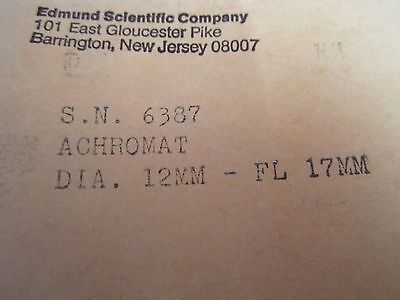 Edmund Scientific Company
101 East Gloucester Pike
Barrington, New Jersey 08007
S.N. 6387
ACHROMAT
DIA. 12MM - FL 17MM